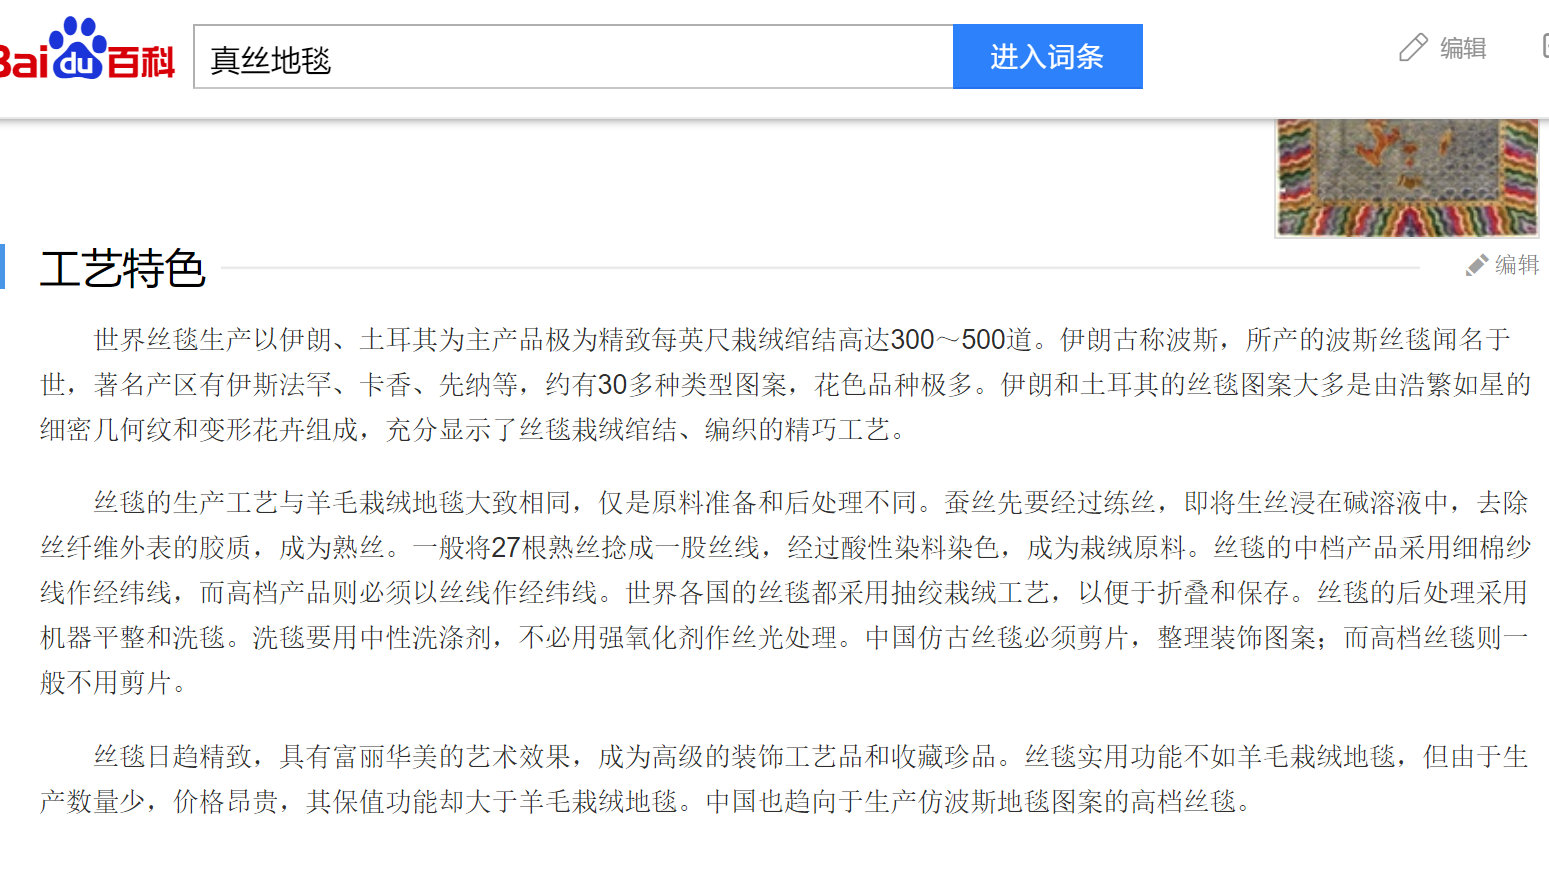 Bai du 百科
真丝地毯
进入词条
编辑
工艺特色
编辑
世界丝毯生产以伊朗、土耳其为主产品极为精致每英尺栽绒绾结高达300～500道。伊朗古称波斯，所产的波斯丝毯闻名于
世，著名产区有伊斯法罕、卡香、先纳等，约有30多种类型图案，花色品种极多。伊朗和土耳其的丝毯图案大多是由浩繁如星的
细密几何纹和变形花卉组成，充分显示了丝毯栽绒绾结、编织的精巧工艺。
丝毯的生产工艺与羊毛栽绒地毯大致相同，仅是原料准备和后处理不同。蚕丝先要经过练丝，即将生丝浸在碱溶液中，去除
丝纤维外表的胶质，成为熟丝。一般将27根熟丝捻成一股丝线，经过酸性染料染色，成为栽绒原料。丝毯的中档产品采用细棉纱
线作经纬线，而高档产品则必须以丝线作经纬线。世界各国的丝毯都采用抽绞栽绒工艺，以便于折叠和保存。丝毯的后处理采用
机器平整和洗毯。洗毯要用中性洗涤剂，不必用强氧化剂作丝光处理。中国仿古丝毯必须剪片，整理装饰图案；而高档丝毯则一
般不用剪片。
丝毯日趋精致，具有富丽华美的艺术效果，成为高级的装饰工艺品和收藏珍品。丝毯实用功能不如羊毛栽绒地毯，但由于生
产数量少，价格昂贵，其保值功能却大于羊毛栽绒地毯。中国也趋向于生产仿波斯地毯图案的高档丝毯。